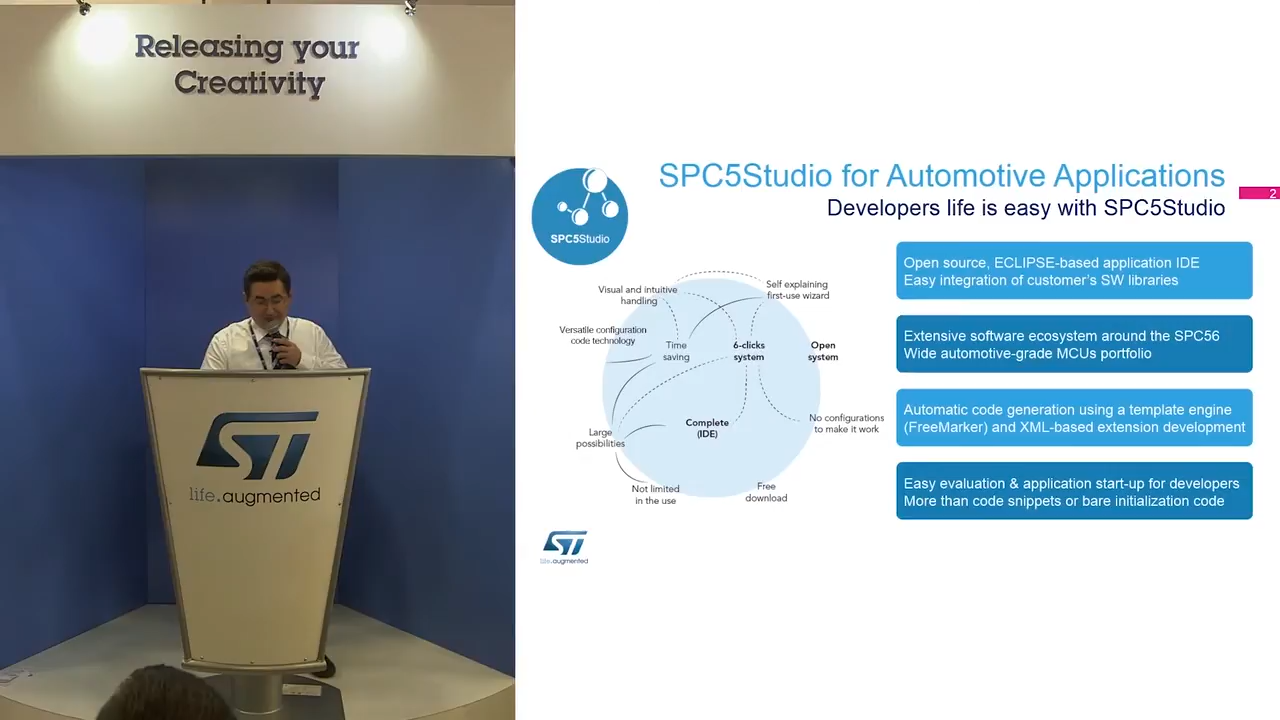 Releasing your
Creativity
ST
life.augmented
SPC5Studio
SPC5Studio for Automotive Applications
Developers life is easy with SPC5Studio
2
Visual and intuitive
handling
Self explaining
first-use wizard
Versatile configuration
code technology
Time
saving
6-clicks
system
Open
system
Large
possibilities
Complete
(IDE)
No configurations
to make it work
Not limited
in the use
Free
download
Open source, ECLIPSE-based application IDE
Easy integration of customer's SW libraries
Extensive software ecosystem around the SPC56
Wide automotive-grade MCUs portfolio
Automatic code generation using a template engine
(FreeMarker) and XML-based extension development
Easy evaluation & application start-up for developers
More than code snippets or bare initialization code
ST
life.augmented